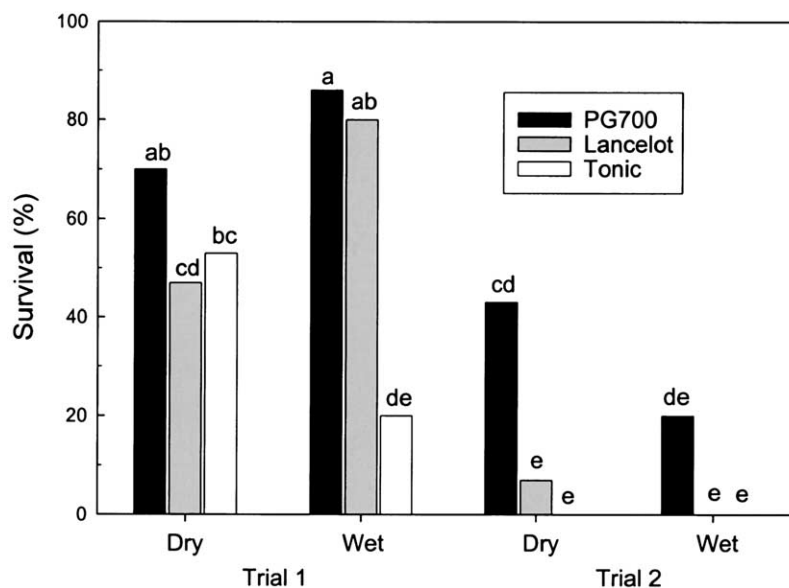 100
80
60
40
20
0
Survival (%)
PG700
Lancelot
Tonic
ab
cd
bc
a
ab
de
cd
e
e
de
e
e
Dry
Wet
Dry
Wet
Trial 1
Trial 2